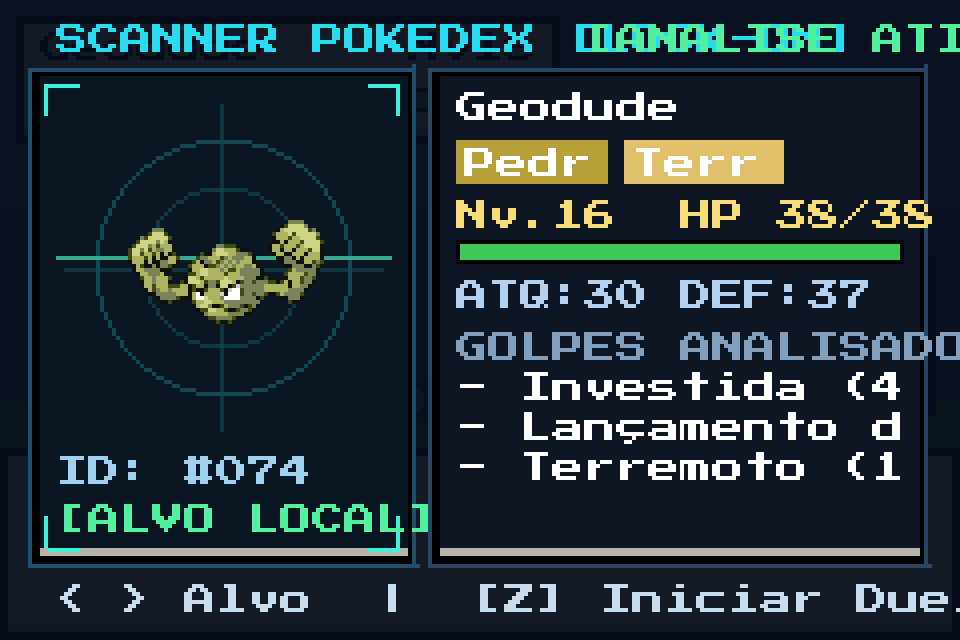 SCANNER POKEDEX
ANALISE ATI
Geodude
Pedr Terr
Nv.16 HP 38/38
ATQ:30 DEF:37
GOLPES ANALISADO
- Investida (4
- Lançamento d
- Terremoto (1
ID: #074
[ALVO LOCAL]
< > Alvo | [Z] Iniciar Due